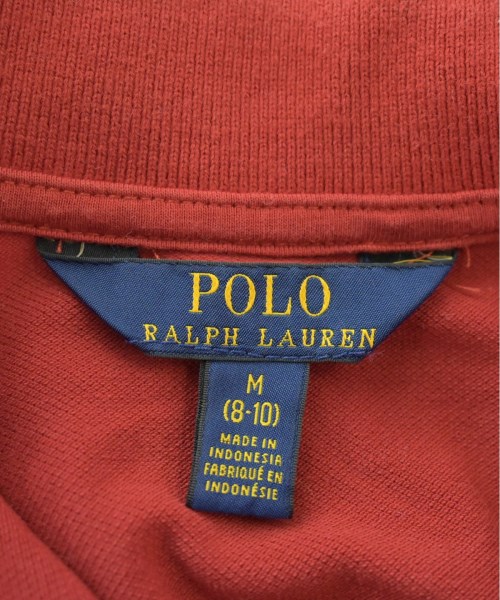 POLO
RALPH LAUREN
M
(8-10)
MADE IN
INDONESIA
FABRIQUÉ EN
INDONÉSIE